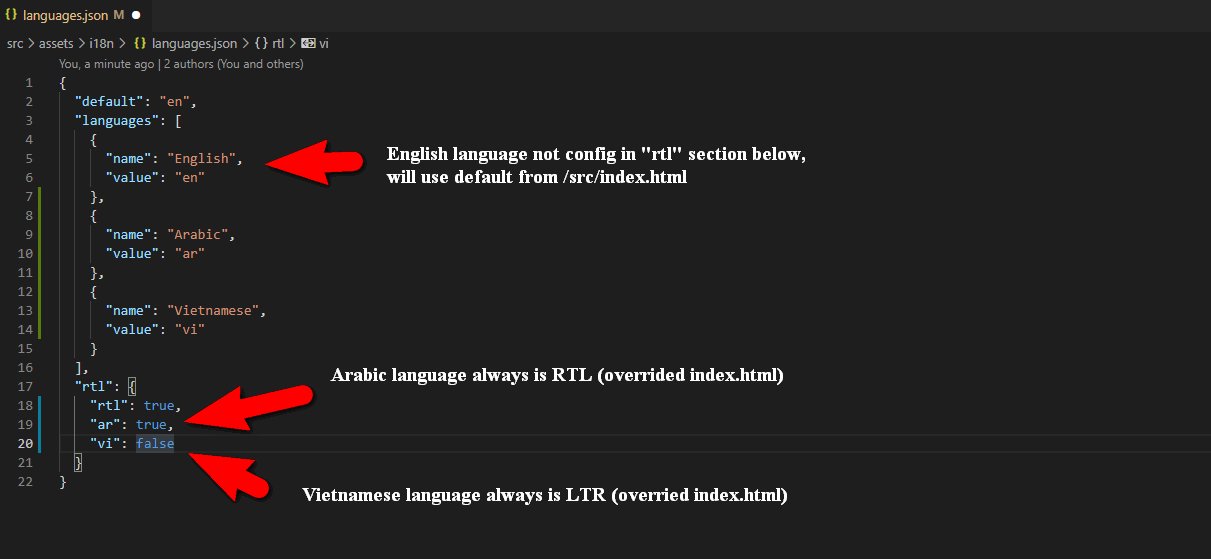 {} languages.json M ●
src > assets > i18n > {} languages.json > {} rtl > vi
You, a minute ago | 2 authors (You and others)
1 {
2 "default": "en",
3 "languages": [
4 {
5 "name": "English",
6 "value": "en"
7 },
8 {
9 "name": "Arabic",
10 "value": "ar"
11 },
12 {
13 "name": "Vietnamese",
14 "value": "vi"
15 }
16 ],
17 "rtl": {
18 "rtl": true,
19 "ar": true,
20 "vi": false
21 }
22 }
English language not config in "rtl" section below,
will use default from /src/index.html
Arabic language always is RTL (overrided index.html)
Vietnamese language always is LTR (overried index.html)